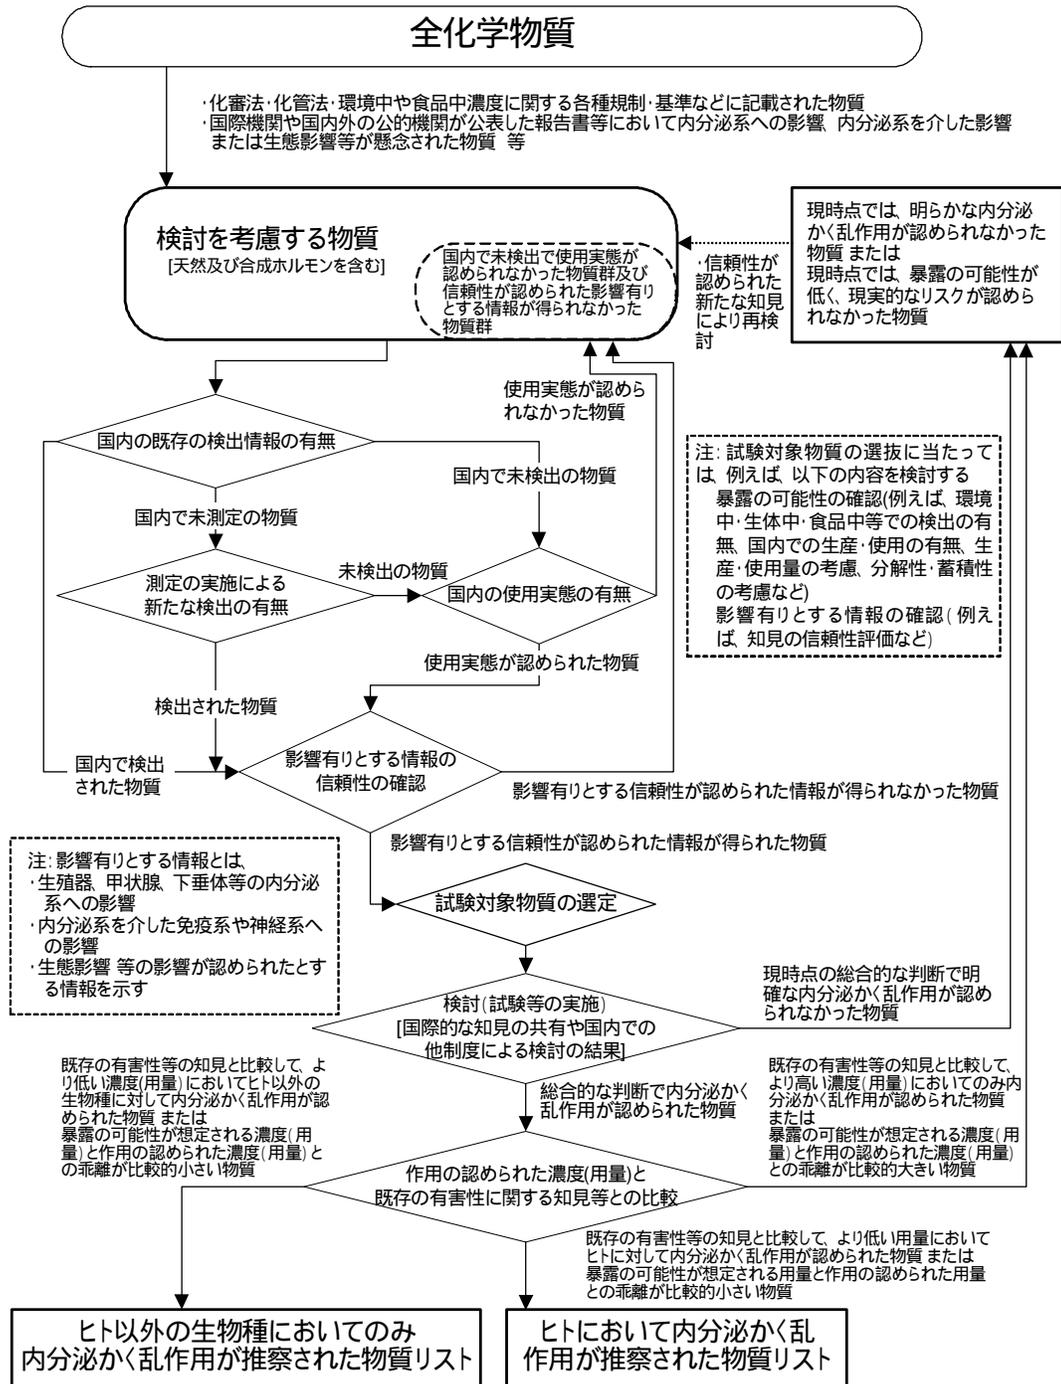 全化学物質
･化審法･化管法･環境中や食品中濃度に関する各種規制･基準などに記載された物質
･国際機関や国内外の公的機関が公表した報告書等において内分泌系への影響、内分泌系を介した影響
または生態影響等が懸念された物質 等
検討を考慮する物質
[天然及び合成ホルモンを含む]
国内で未検出で使用実態が
認められなかった物質群及び
信頼性が認められた影響有り
とする情報が得られなかった
物質群
･信頼性が
認められた
新たな知見
により再検
討
現時点では、明らかな内分泌
かく乱作用が認められなかった
物質 または
現時点では、暴露の可能性が
低く、現実的なリスクが認めら
れなかった物質
使用実態が認めら
れなかった物質
国内の既存の検出情報の有無
国内で未検出の物質
国内で未測定の物質
注: 試験対象物質の選抜に当たって
は、例えば、以下の内容を検討する
暴露の可能性の確認(例えば、環境
中･生体中･食品中等での検出の有
無、国内での生産･使用の有無、生
産･使用量の考慮、分解性･蓄積性
の考慮など)
影響有りとする情報の確認(例え
ば、知見の信頼性評価など)
測定の実施による
新たな検出の有無
未検出の物質
国内の使用実態の有無
使用実態が認められた物質
検出された物質
国内で検出
された物質
影響有りとする情報の
信頼性の確認
影響有りとする信頼性が認められた情報が得られなかった物質
影響有りとする信頼性が認められた情報が得られた物質
注: 影響有りとする情報とは、
･生殖器、甲状腺、下垂体等の内分泌
系への影響
･内分泌系を介した免疫系や神経系へ
の影響
･生態影響 等の影響が認められたとす
る情報を示す
試験対象物質の選定
検討(試験等の実施)
[国際的な知見の共有や国内での
他制度による検討の結果]
現時点の総合的な判断で明
確な内分泌かく乱作用が認め
られなかった物質
総合的な判断で内分泌かく
乱作用が認められた物質
既存の有害性等の知見と比較して、よ
り低い濃度(用量)においてヒト以外の
生物種に対して内分泌かく乱作用が認
められた物質 または
暴露の可能性が想定される濃度(用
量)と作用の認められた濃度(用量)と
の乖離が比較的小さい物質
既存の有害性等の知見と比較して、
より高い濃度(用量)においてのみ内
分泌かく乱作用が認められた物質
または
暴露の可能性が想定される濃度(用
量)と作用の認められた濃度(用量)
との乖離が比較的大きい物質
作用の認められた濃度(用量)と
既存の有害性に関する知見等との比較
既存の有害性等の知見と比較して、より低い用量において
ヒトに対して内分泌かく乱作用が認められた物質 または
暴露の可能性が想定される用量と作用の認められた用量
との乖離が比較的小さい物質
ヒト以外の生物種においてのみ
内分泌かく乱作用が推察された物質リスト
ヒトにおいて内分泌かく乱
作用が推察された物質リスト